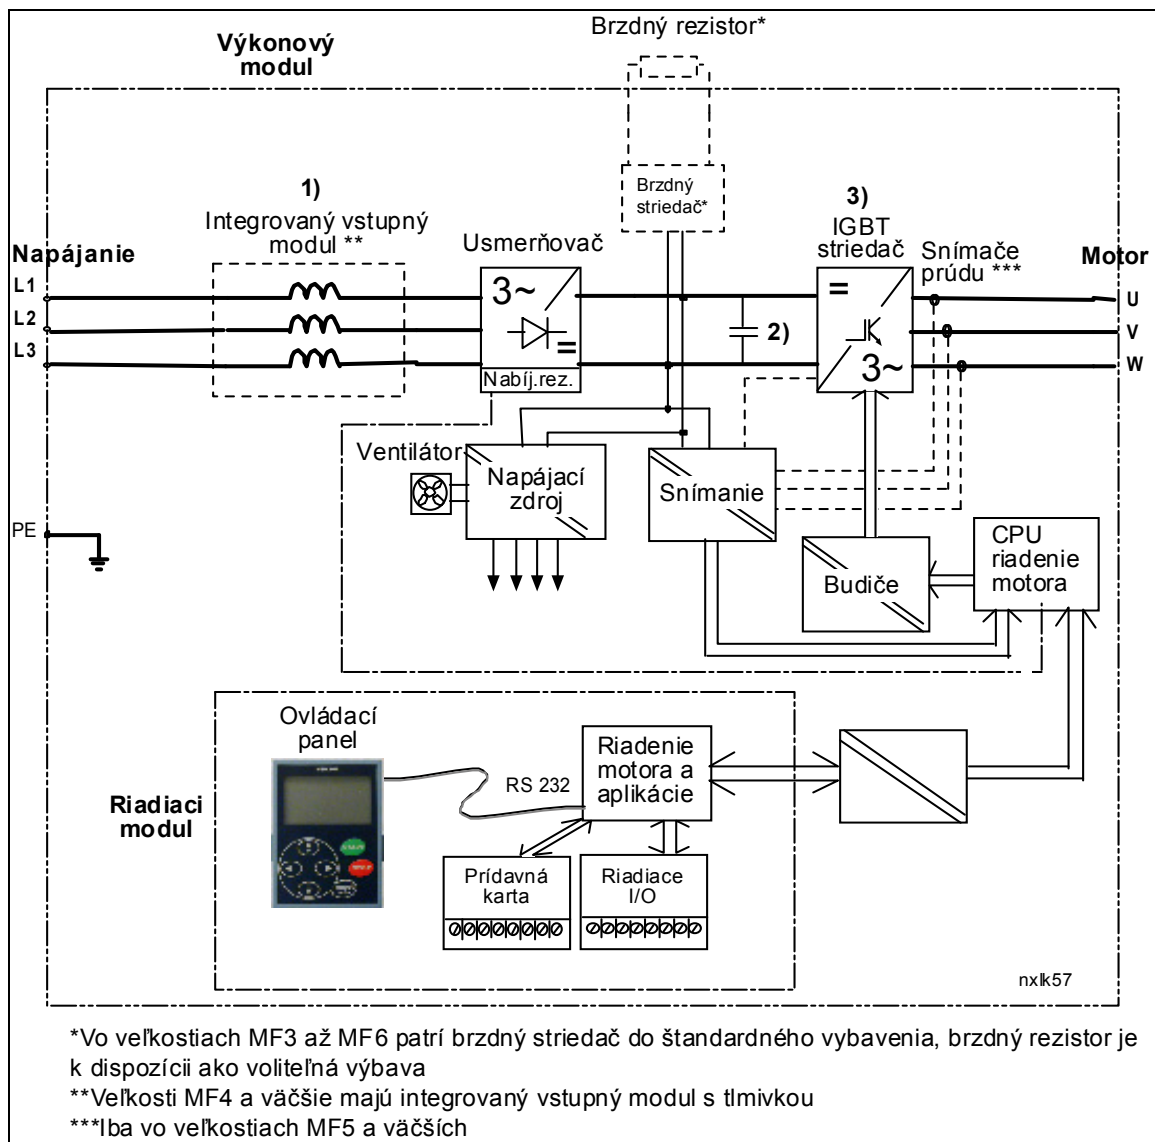 Brzdný rezistor*
Výkonový
modul
1)
Integrovaný vstupný
modul **
Brzdný
striedač*
3)
IGBT
striedač
Usmerňovač
Snímače
prúdu ***
Napájanie
Motor
L1
L2
L3
3~
=
Nabíj.rez.
2)
=
3~
U
V
W
Ventilátor
Napájací
zdroj
Snímanie
PE
CPU
riadenie
motora
Budiče
Ovládací
panel
RS 232
Riadenie
motora a
aplikácie
Riadiaci
modul
Prídavná
karta
Riadiace
I/O
nxlk57
*Vo veľkostiach MF3 až MF6 patrí brzdný striedač do štandardného vybavenia, brzdný rezistor je
k dispozícii ako voliteľná výbava
**Veľkosti MF4 a väčšie majú integrovaný vstupný modul s tlmivkou
***Iba vo veľkostiach MF5 a väčších